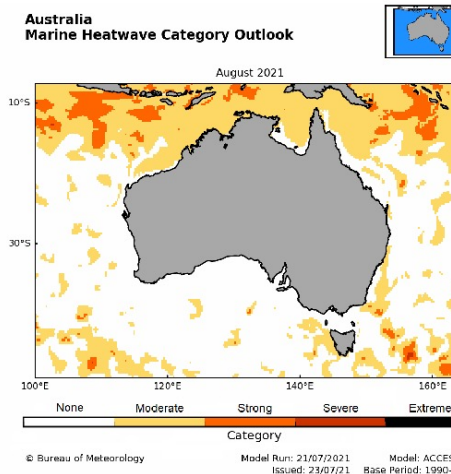 Australia
Marine Heatwave Category Outlook
August 2021
10°S
30°S
100°E 120°E 140°E 160°E
None Moderate Strong Severe Extreme
Category
© Bureau of Meteorology Model Run: 21/07/2021 Model: ACCES
Issued: 23/07/21 Base Period: 1990-